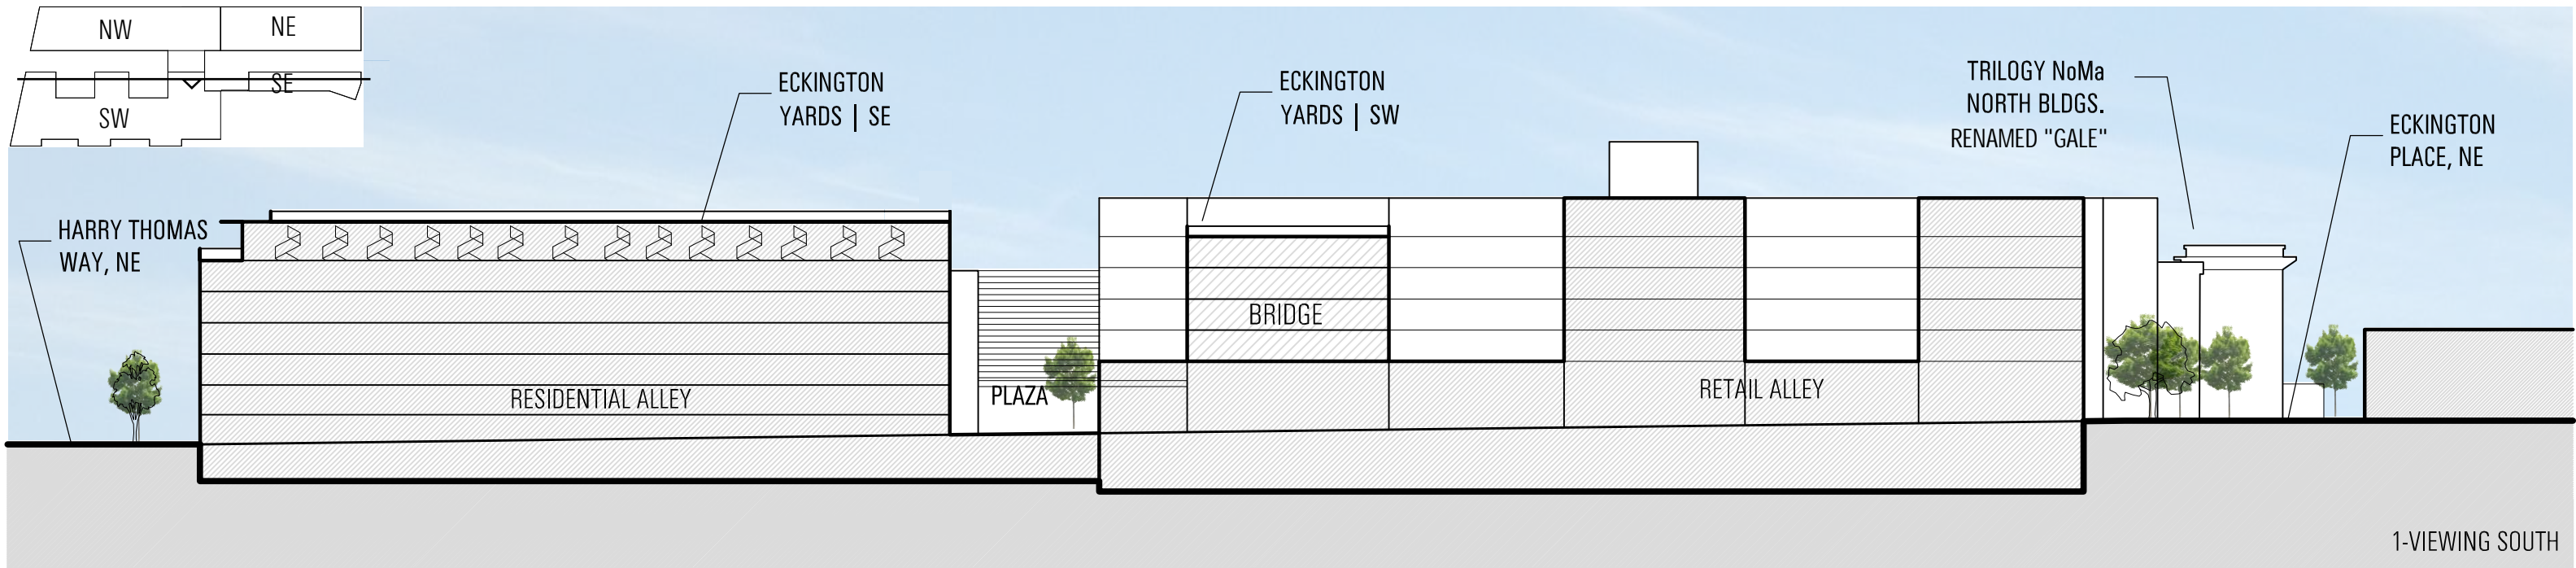 NW
NE
SE
SW
HARRY THOMAS
WAY, NE
ECKINGTON
YARDS | SE
ECKINGTON
YARDS | SW
TRILOGY NoMa
NORTH BLDGS.
RENAMED "GALE"
ECKINGTON
PLACE, NE
BRIDGE
RESIDENTIAL ALLEY
PLAZA
RETAIL ALLEY
1-VIEWING SOUTH